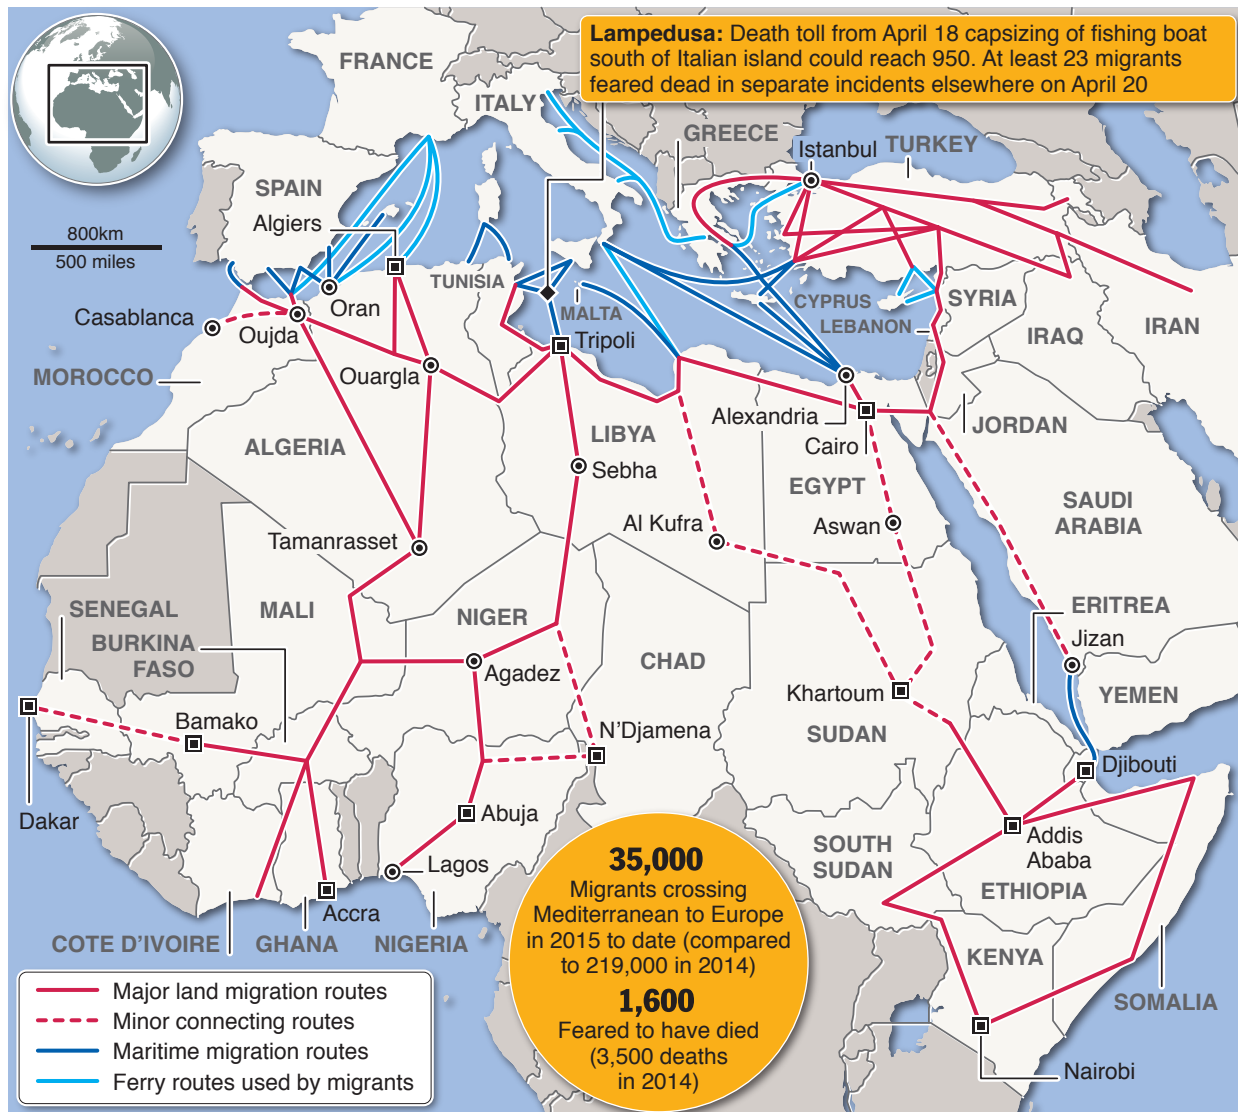 Lampedusa: Death toll from April 18 capsizing of fishing boat
south of Italian island could reach 950. At least 23 migrants
feared dead in separate incidents elsewhere on April 20
FRANCE
ITALY
GREECE
Istanbul
TURKEY
SPAIN
Algiers
800km
500 miles
TUNISIA
Oran
MALTA
CYPRUS
SYRIA
Casablanca
Oujda
Tripoli
LEBANON
IRAQ
IRAN
MOROCCO
Ouargla
Alexandria
Cairo
JORDAN
ALGERIA
LIBYA
Sebha
EGYPT
SAUDI
ARABIA
Al Kufra
Aswan
Tamanrasset
SENEGAL
MALI
NIGER
ERITREA
BURKINA
FASO
Jizan
Agadez
CHAD
Khartoum
YEMEN
Bamako
N’Djamena
SUDAN
Djibouti
Dakar
Abuja
Addis
Ababa
SOUTH
SUDAN
Lagos
ETHIOPIA
Accra
COTE D’IVOIRE
GHANA
NIGERIA
KENYA
SOMALIA
Nairobi
35,000
Migrants crossing
Mediterranean to Europe
in 2015 to date (compared
to 219,000 in 2014)
1,600
Feared to have died
(3,500 deaths
in 2014)
Major land migration routes
Minor connecting routes
Maritime migration routes
Ferry routes used by migrants